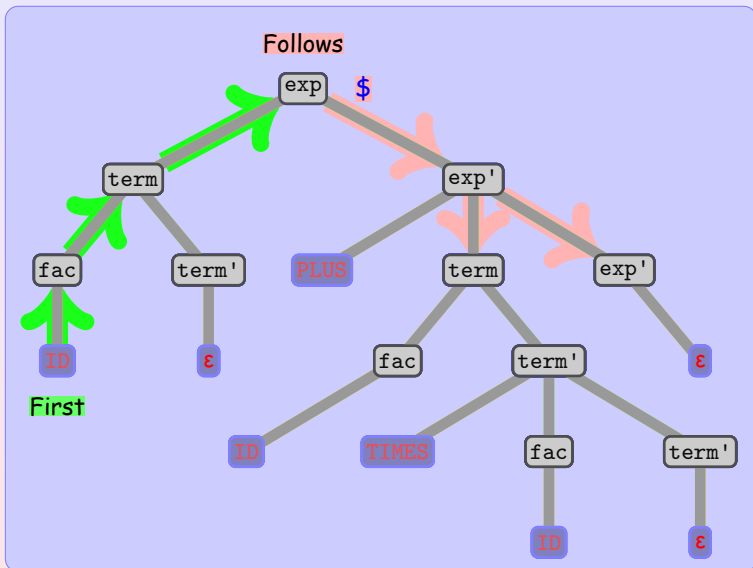 Follows
exp $
term exp'
fac term' PLUS term exp'
ID ε fac term' ε
First
ID TIMES fac term'
ID ε